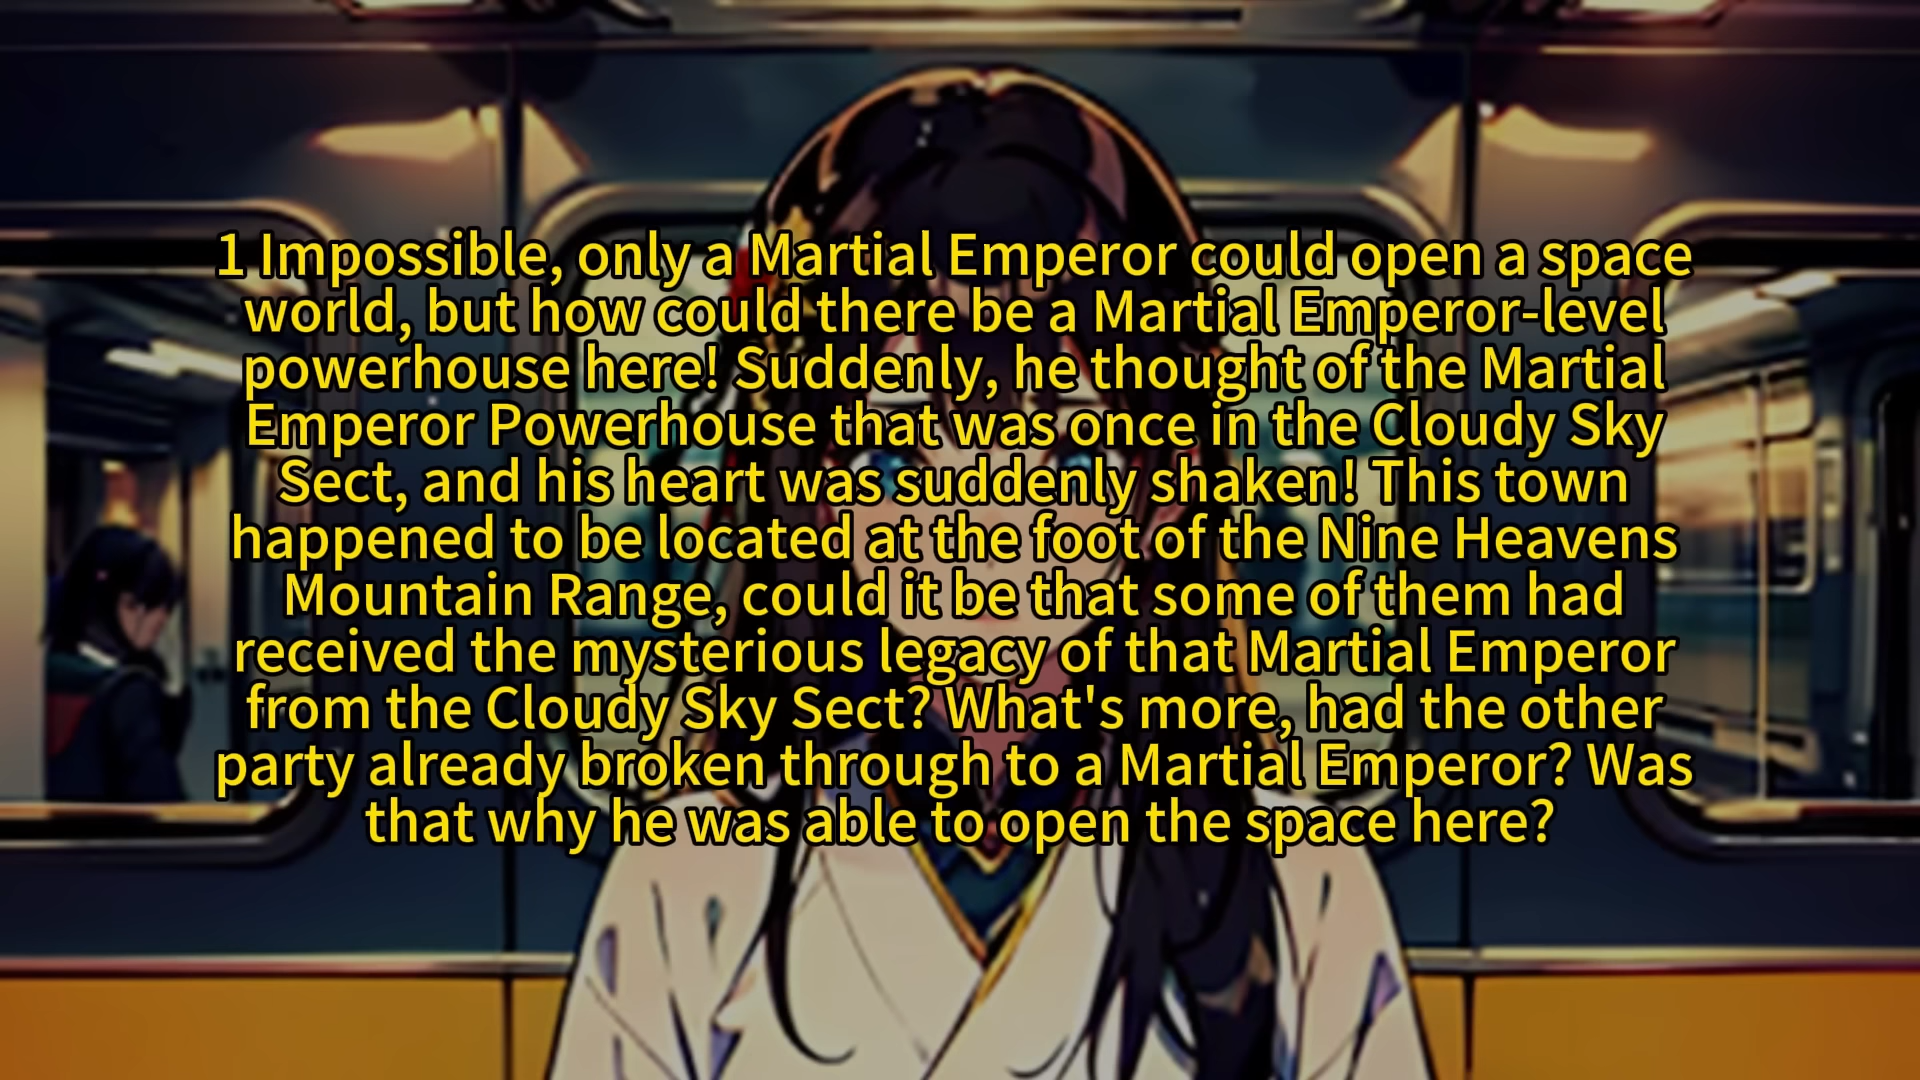 1 Impossible, only a Martial Emperor could open a space
world, but how could there be a Martial Emperor-level
powerhouse here! Suddenly, he thought of the Martial
Emperor Powerhouse that was once in the Cloudy Sky
Sect, and his heart was suddenly shaken! This town
happened to be located at the foot of the Nine Heavens
Mountain Range, could it be that some of them had
received the mysterious legacy of that Martial Emperor
from the Cloudy Sky Sect? What's more, had the other
party already broken through to a Martial Emperor? Was
that why he was able to open the space here?